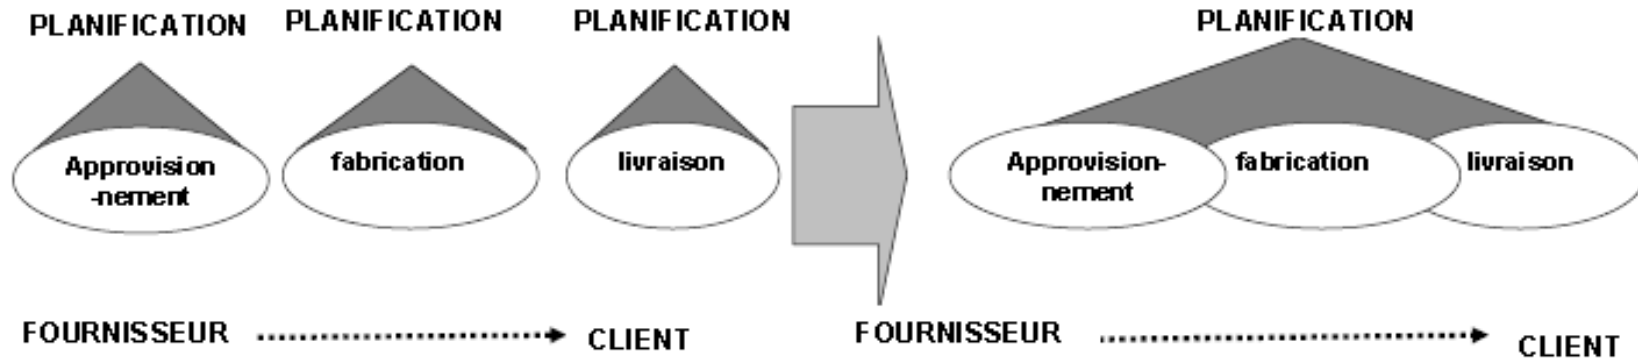 PLANIFICATION
PLANIFICATION
PLANIFICATION
Approvision
-nement
fabrication
livraison
FOURNISSEUR
CLIENT
PLANIFICATION
Approvision-
nement
fabrication
livraison
FOURNISSEUR
CLIENT